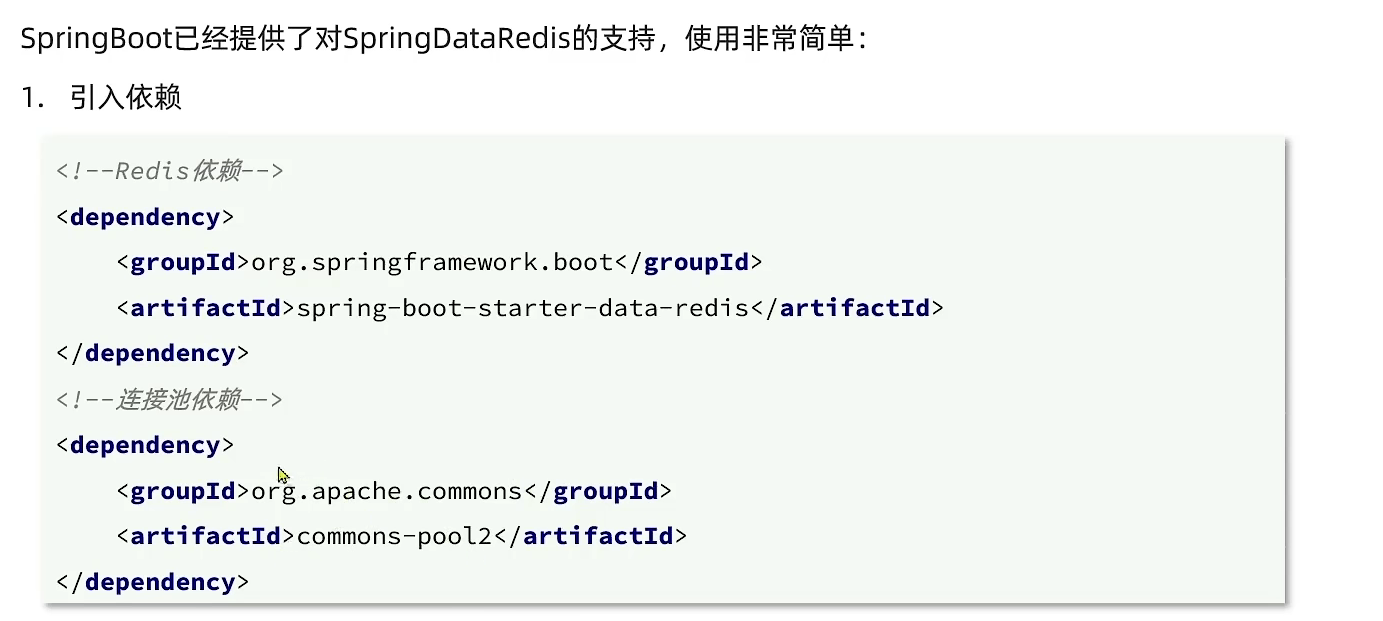 SpringBoot已经提供了对SpringDataRedis的支持，使用非常简单：
1. 引入依赖
<!--Redis依赖-->
<dependency>
    <groupId>org.springframework.boot</groupId>
    <artifactId>spring-boot-starter-data-redis</artifactId>
</dependency>
<!--连接池依赖-->
<dependency>
    <groupId>org.apache.commons</groupId>
    <artifactId>commons-pool2</artifactId>
</dependency>